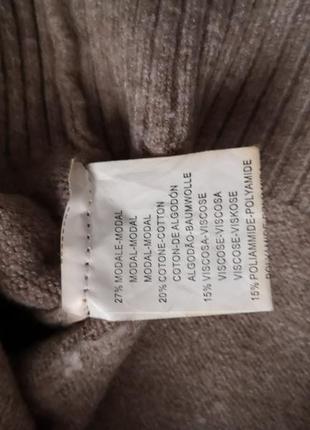 27% MODALE-MODAL
MODAL-MODAL
MODAL-MODAL
20% COTONE-COTTON
COTON-DE ALGODÓN
ALGODÃO-BAUMWOLLE
15% VISCOSA-VISCOSE
VISCOSE-VISCOSA
VISCOSE-VISKOSE
15% POLIAMMIDE-POLYAMIDE